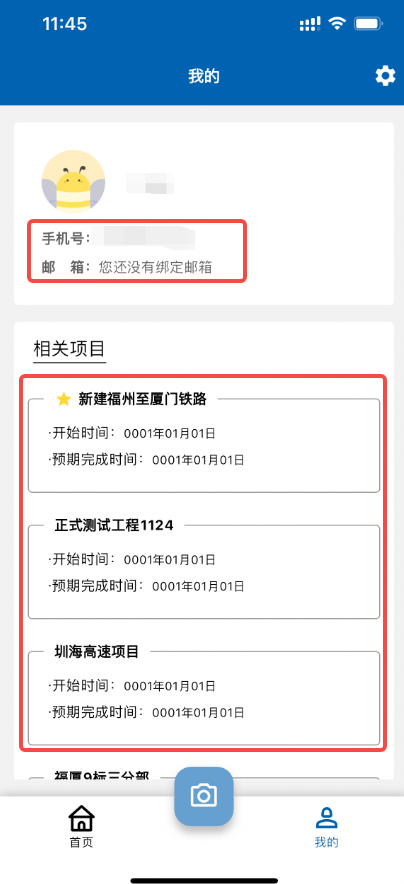 11:45
我的
手机号：
邮 箱：您还没有绑定邮箱
相关项目
新建福州至厦门铁路
·开始时间：0001年01月01日
·预期完成时间：0001年01月01日
正式测试工程1124
·开始时间：0001年01月01日
·预期完成时间：0001年01月01日
圳海高速项目
·开始时间：0001年01月01日
·预期完成时间：0001年01月01日
福厦9标三分部
首页
我的